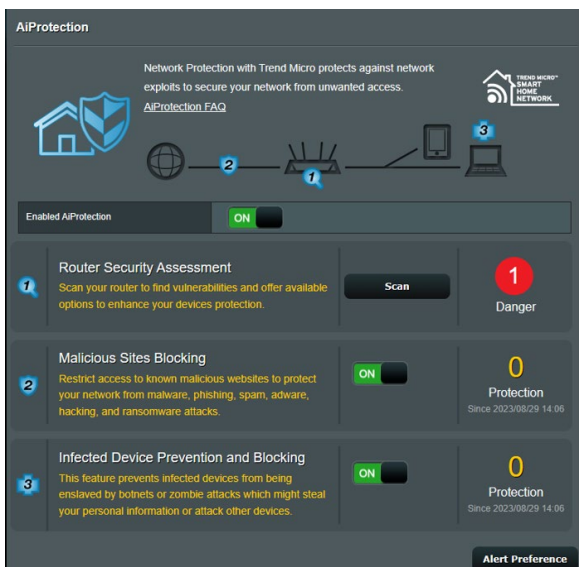 AiProtection
Network Protection with Trend Micro protects against network
exploits to secure your network from unwanted access.
AiProtection FAQ
TREND MICRO™
SMART
HOME
NETWORK
3
2
1
Enabled AiProtection
ON
1
Router Security Assessment
Scan your router to find vulnerabilities and offer available
options to enhance your devices protection.
Scan
1
Danger
2
Malicious Sites Blocking
Restrict access to known malicious websites to protect
your network from malware, phishing, spam, adware,
hacking, and ransomware attacks.
ON
0
Protection
Since 2023/08/29 14:06
3
Infected Device Prevention and Blocking
This feature prevents infected devices from being
enslaved by botnets or zombie attacks which might steal
your personal information or attack other devices.
ON
0
Protection
Since 2023/08/29 14:06
Alert Preference